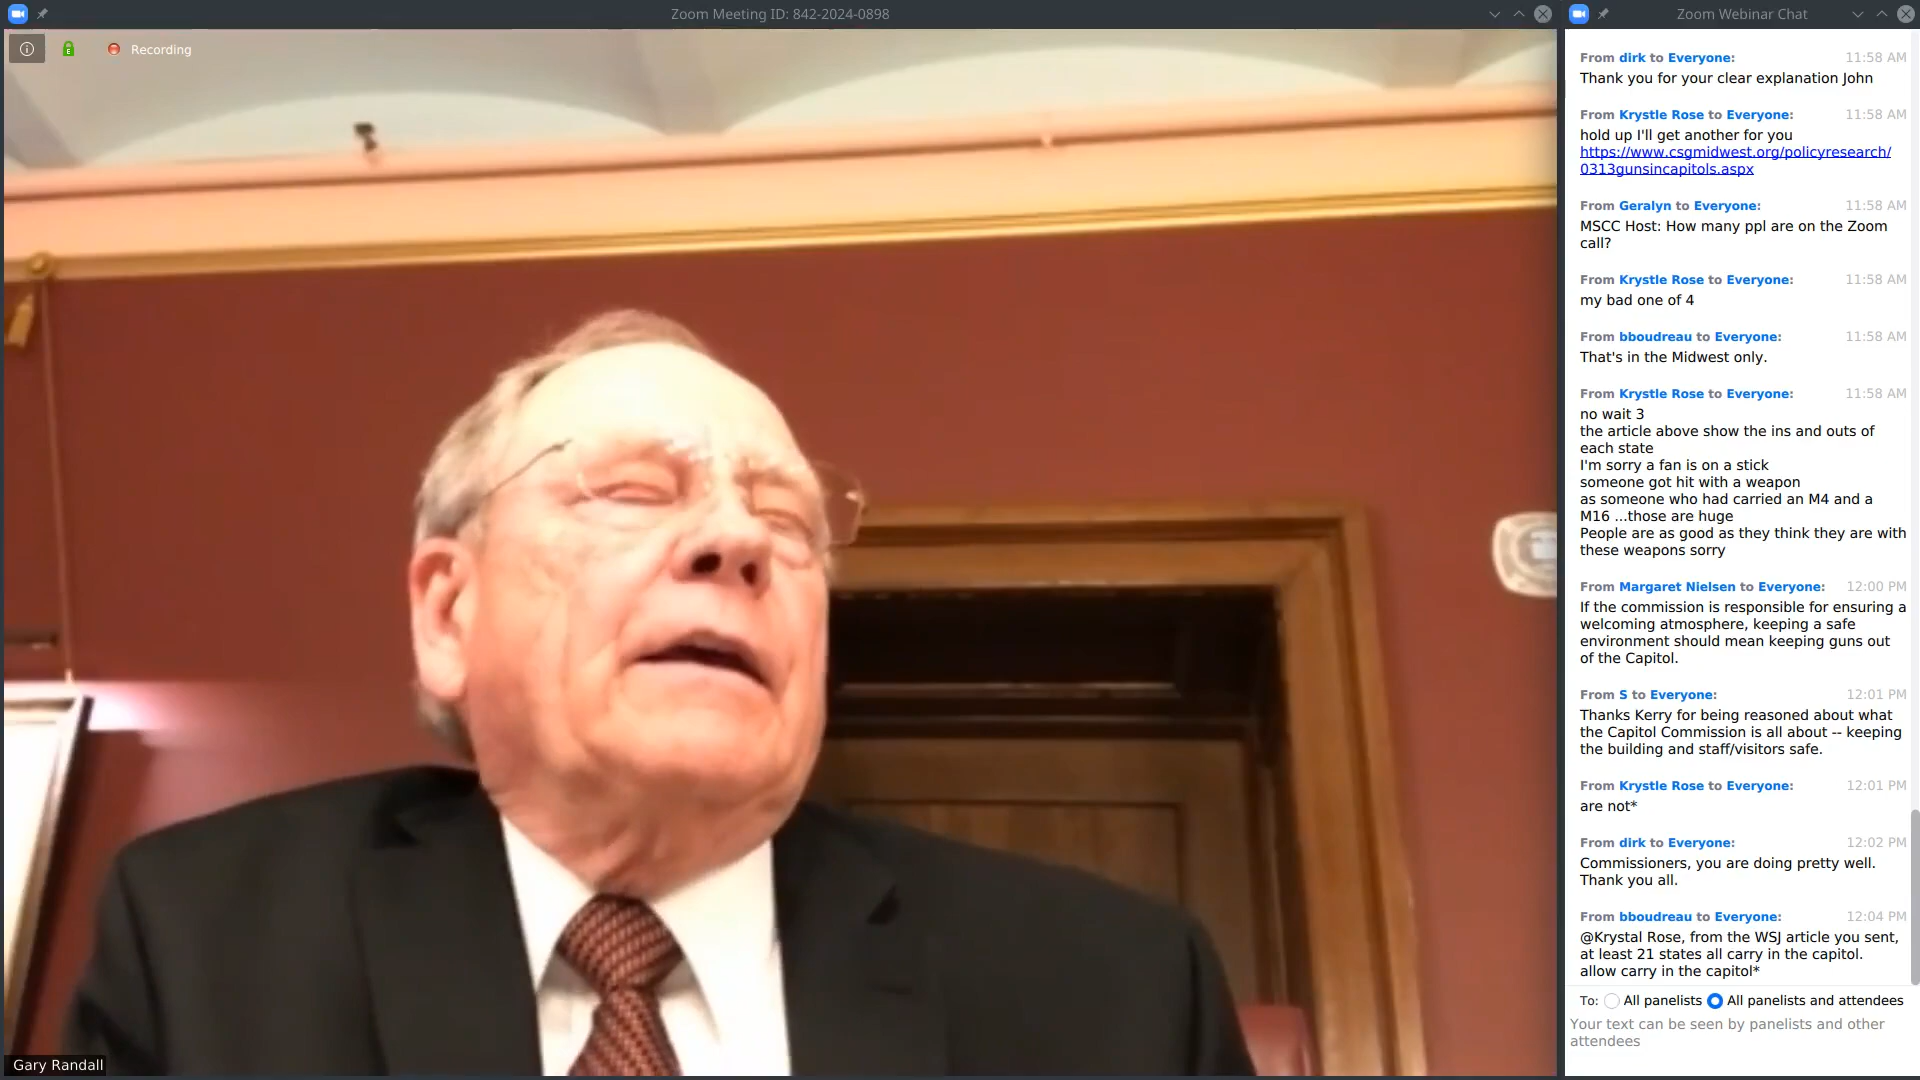 Zoom Meeting ID: 842-2024-0898
Recording
Gary Randall
Zoom Webinar Chat
From dirk to Everyone: 11:58 AM
Thank you for your clear explanation John
From Krystle Rose to Everyone: 11:58 AM
hold up I'll get another for you
https://www.csgmidwest.org/policyresearch/
0313gunsincapitols.aspx
From Geralyn to Everyone: 11:58 AM
MSCC Host: How many ppl are on the Zoom
call?
From Krystle Rose to Everyone: 11:58 AM
my bad one of 4
From bboudreau to Everyone: 11:58 AM
That's in the Midwest only.
From Krystle Rose to Everyone: 11:58 AM
no wait 3
the article above show the ins and outs of
each state
I'm sorry a fan is on a stick
someone got hit with a weapon
as someone who had carried an M4 and a
M16 ...those are huge
People are as good as they think they are with
these weapons sorry
From Margaret Nielsen to Everyone: 12:00 PM
If the commission is responsible for ensuring a
welcoming atmosphere, keeping a safe
environment should mean keeping guns out
of the Capitol.
From S to Everyone: 12:01 PM
Thanks Kerry for being reasoned about what
the Capitol Commission is all about -- keeping
the building and staff/visitors safe.
From Krystle Rose to Everyone: 12:01 PM
are not*
From dirk to Everyone: 12:02 PM
Commissioners, you are doing pretty well.
Thank you all.
From bboudreau to Everyone: 12:04 PM
@Krystal Rose, from the WSJ article you sent,
at least 21 states all carry in the capitol.
allow carry in the capitol*
To: All panelists All panelists and attendees
Your text can be seen by panelists and other
attendees